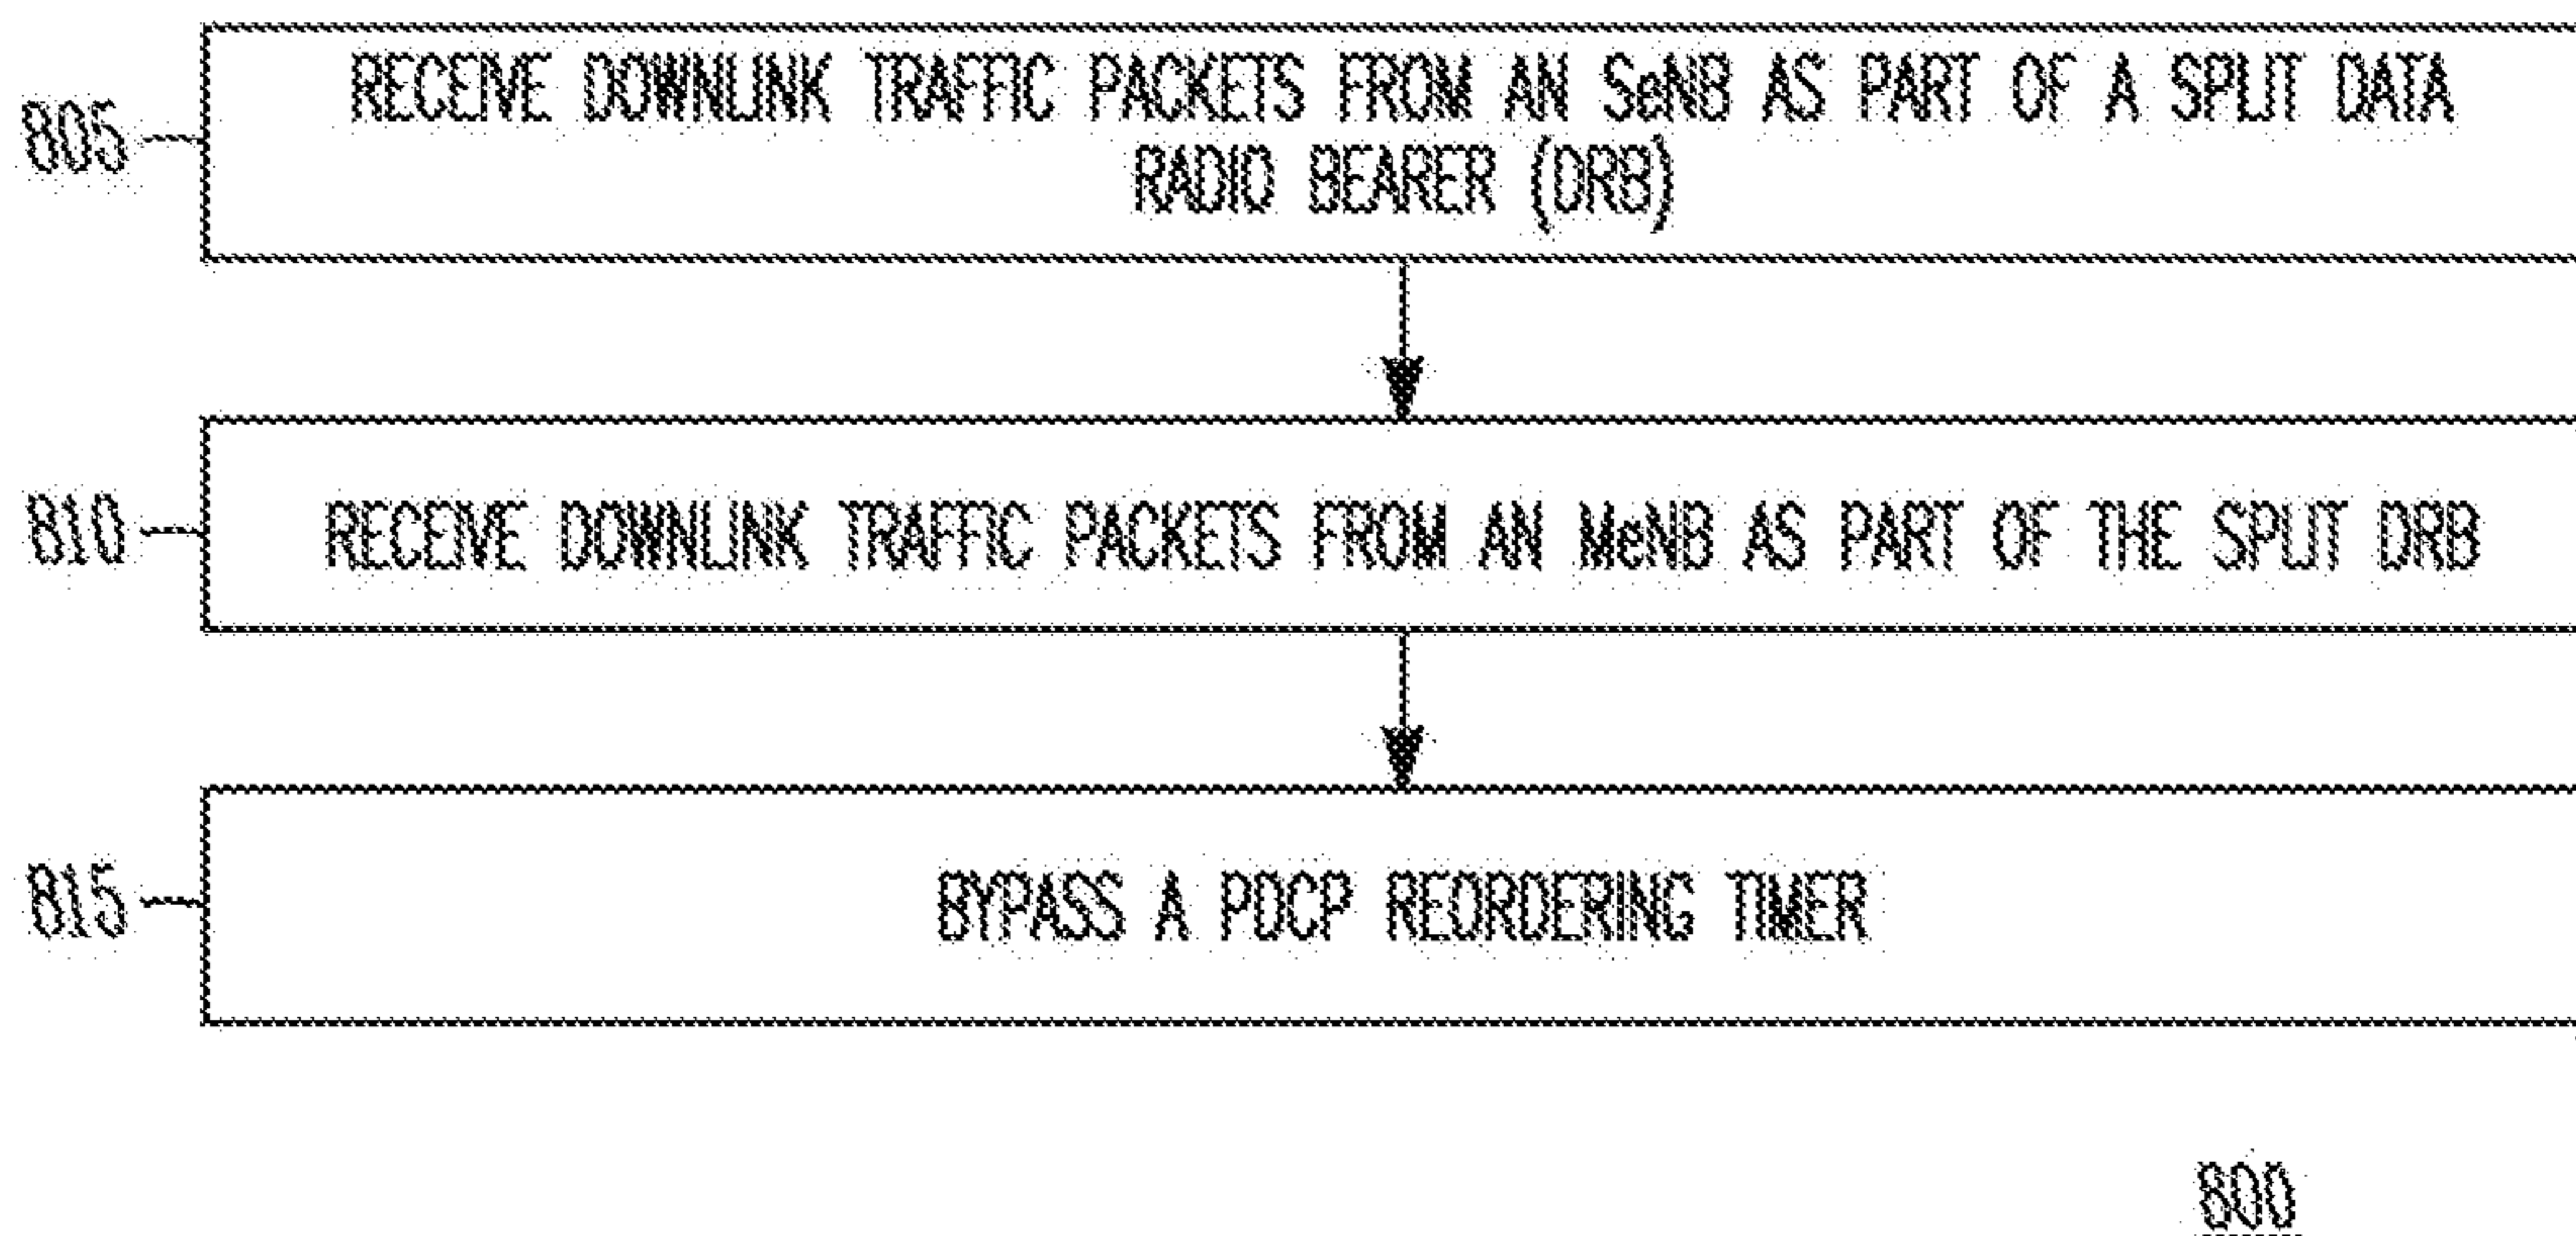 805
RECEIVE DOWNLINK TRAFFIC PACKETS FROM AN SeNB AS PART OF A SPLIT DATA
RADIO BEARER (DRB)
810
RECEIVE DOWNLINK TRAFFIC PACKETS FROM AN MeNB AS PART OF THE SPLIT DRB
815
BYPASS A PDCP REORDERING TIMER
800